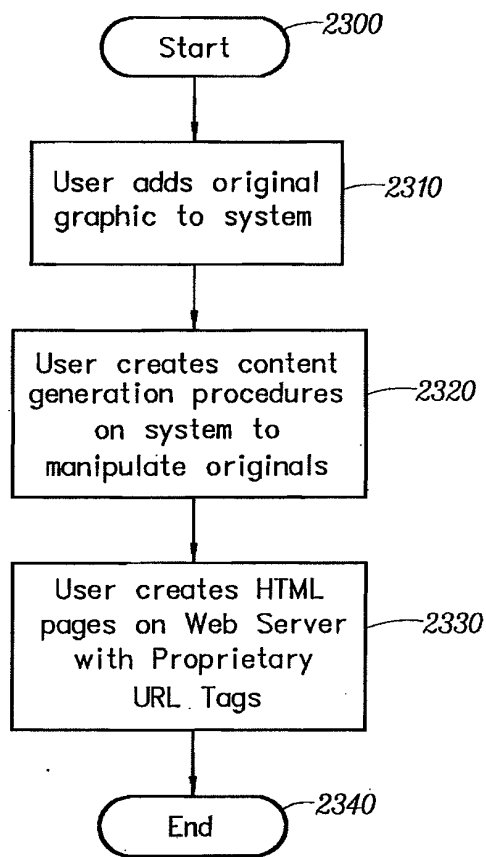 Start
2300
User adds original
graphic to system
2310
User creates content
generation procedures
on system to
manipulate originals
2320
User creates HTML
pages on Web Server
with Proprietary
URL Tags
2330
End
2340